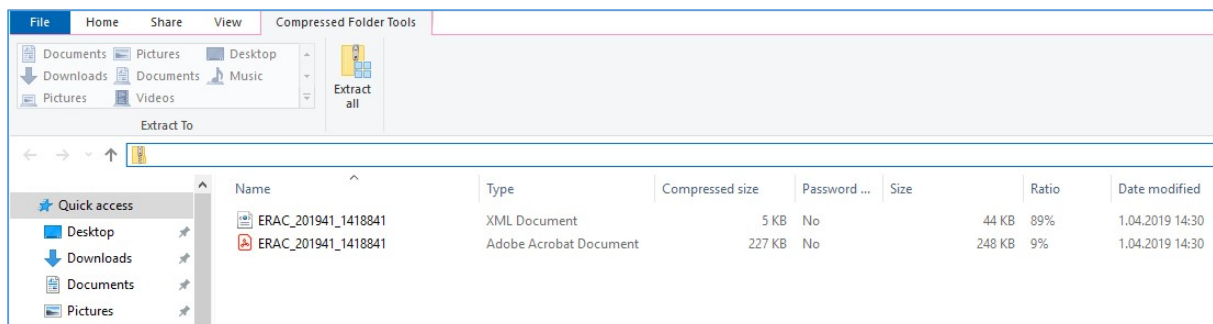 File Home Share View Compressed Folder Tools
Documents Pictures Desktop
Downloads Documents Music
Pictures Videos
Extract To
Extract
all
Name Type Compressed size Password ... Size Ratio Date modified
Quick access
ERAC_201941_1418841 XML Document 5 KB No 44 KB 89% 1.04.2019 14:30
Desktop
ERAC_201941_1418841 Adobe Acrobat Document 227 KB No 248 KB 9% 1.04.2019 14:30
Downloads
Documents
Pictures